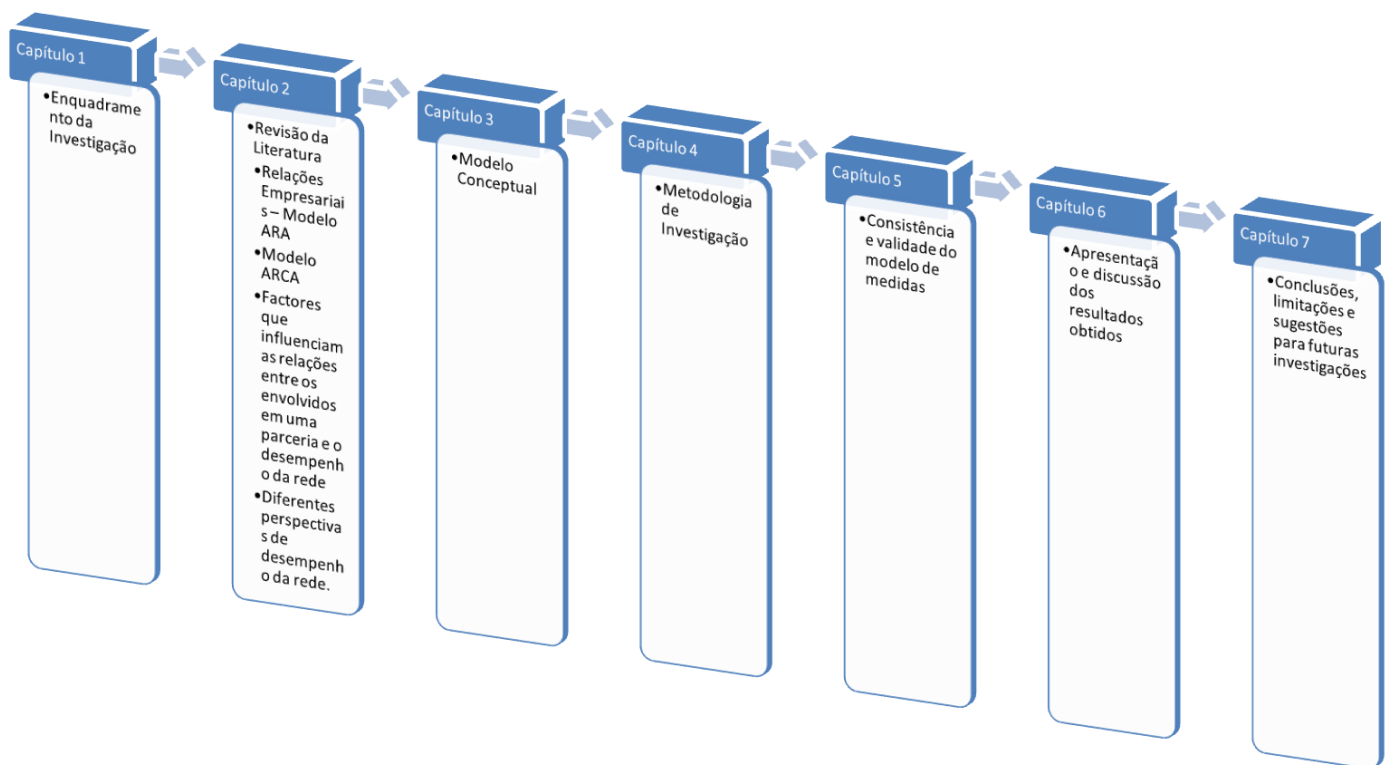 Capítulo 1
•Enquadrame
nto da
Investigação
Capítulo 2
•Revisão da
Literatura
•Relações
Empresariai
s – Modelo
ARA
•Modelo
ARCA
•Factores
que
influenciam
as relações
entre os
envolvidos
em uma
parceria e o
desempenh
o da rede
•Diferentes
perspectiva
s de
desempenh
o da rede.
Capítulo 3
•Modelo
Conceptual
Capítulo 4
•Metodologia
de
Investigação
Capítulo 5
•Consistência
e validade do
modelo de
medidas
Capítulo 6
•Apresentaçã
o e discussão
dos
resultados
obtidos
Capítulo 7
•Conclusões,
limitações e
sugestões
para futuras
investigações